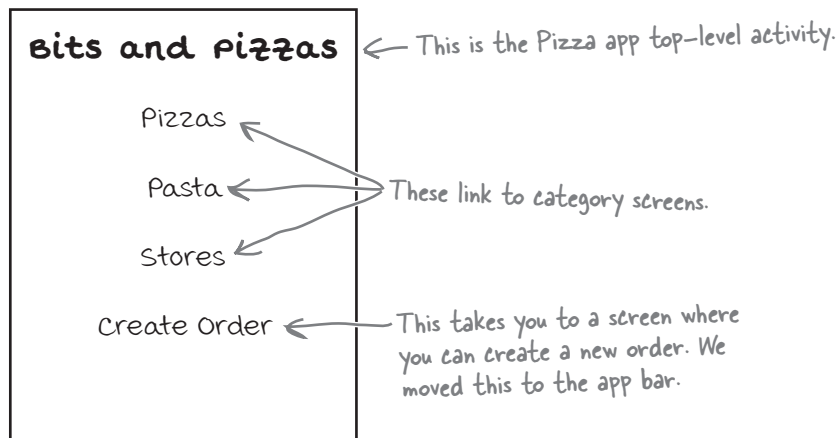 Bits and Pizzas
This is the Pizza app top-level activity.
Pizzas
Pasta
Stores
These link to category screens.
Create Order
This takes you to a screen where
you can create a new order. We
moved this to the app bar.